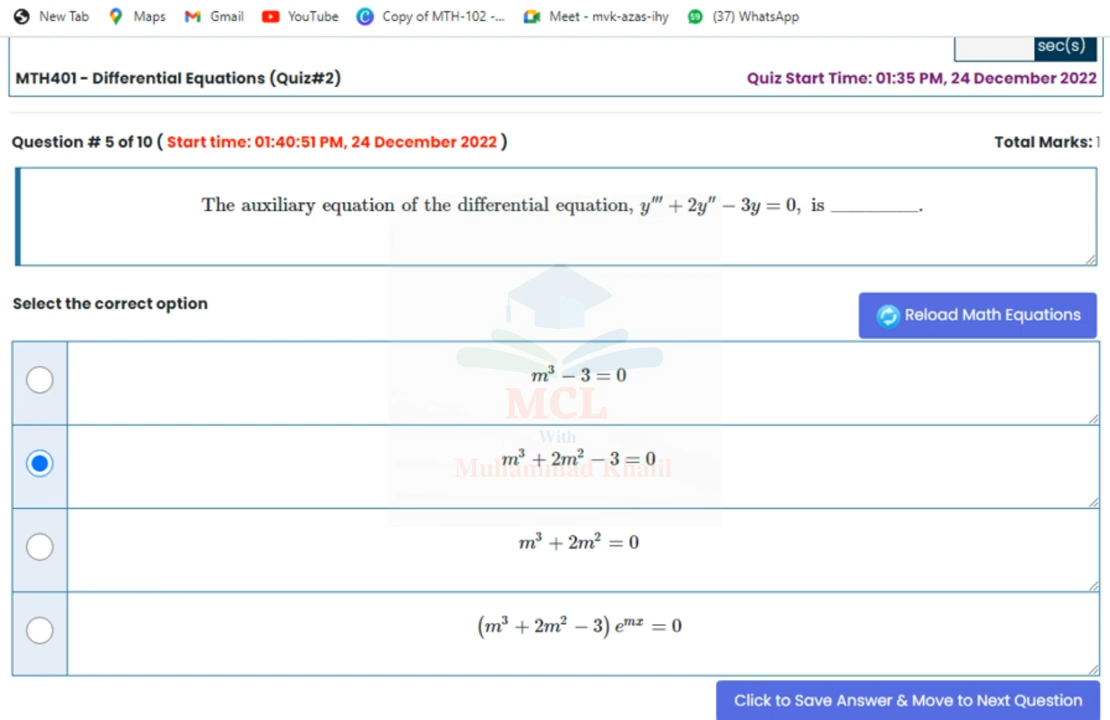 New Tab Maps Gmail YouTube Copy of MTH-102 -... Meet - mvk-azas-ihy (37) WhatsApp
sec(s)
MTH401 - Differential Equations (Quiz#2) Quiz Start Time: 01:35 PM, 24 December 2022
Question # 5 of 10 ( Start time: 01:40:51 PM, 24 December 2022 ) Total Marks: 1
The auxiliary equation of the differential equation, y‴ + 2y″ − 3y = 0, is ________.
Select the correct option
Reload Math Equations
m³ − 3 = 0
MCL
With
m³ + 2m² − 3 = 0
Muhammad Khalil
m³ + 2m² = 0
(m³ + 2m² − 3) eᵐˣ = 0
Click to Save Answer & Move to Next Question